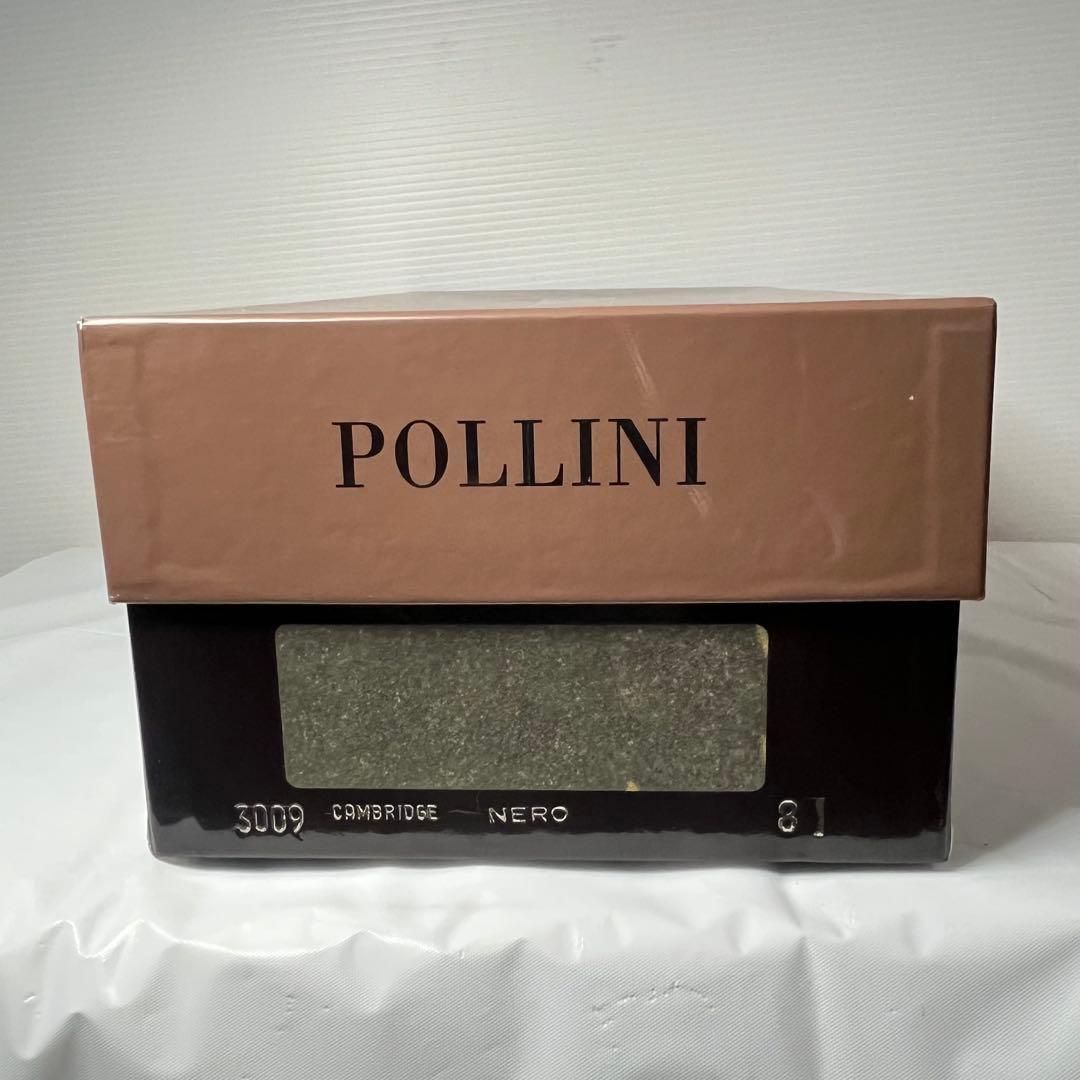 POLLINI
3009 CAMBRIDGE NERO 8